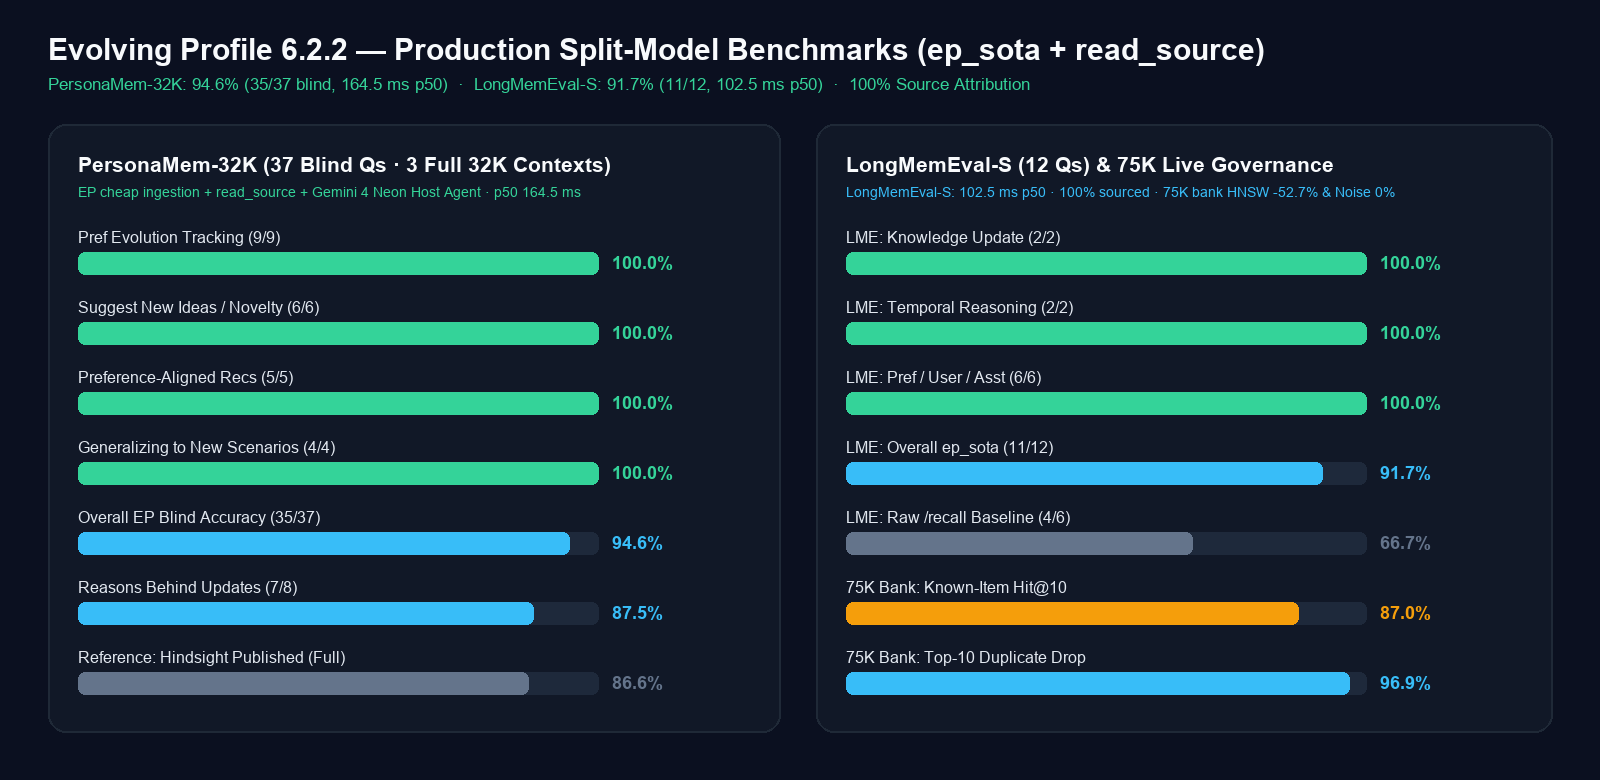 Evolving Profile 6.2.2 — Production Split-Model Benchmarks (ep_sota + read_source)
PersonaMem-32K: 94.6% (35/37 blind, 164.5 ms p50) · LongMemEval-S: 91.7% (11/12, 102.5 ms p50) · 100% Source Attribution
PersonaMem-32K (37 Blind Qs · 3 Full 32K Contexts)
EP cheap ingestion + read_source + Gemini 4 Neon Host Agent · p50 164.5 ms
Pref Evolution Tracking (9/9)
100.0%
Suggest New Ideas / Novelty (6/6)
100.0%
Preference-Aligned Recs (5/5)
100.0%
Generalizing to New Scenarios (4/4)
100.0%
Overall EP Blind Accuracy (35/37)
94.6%
Reasons Behind Updates (7/8)
87.5%
Reference: Hindsight Published (Full)
86.6%
LongMemEval-S (12 Qs) & 75K Live Governance
LongMemEval-S: 102.5 ms p50 · 100% sourced · 75K bank HNSW -52.7% & Noise 0%
LME: Knowledge Update (2/2)
100.0%
LME: Temporal Reasoning (2/2)
100.0%
LME: Pref / User / Asst (6/6)
100.0%
LME: Overall ep_sota (11/12)
91.7%
LME: Raw /recall Baseline (4/6)
66.7%
75K Bank: Known-Item Hit@10
87.0%
75K Bank: Top-10 Duplicate Drop
96.9%